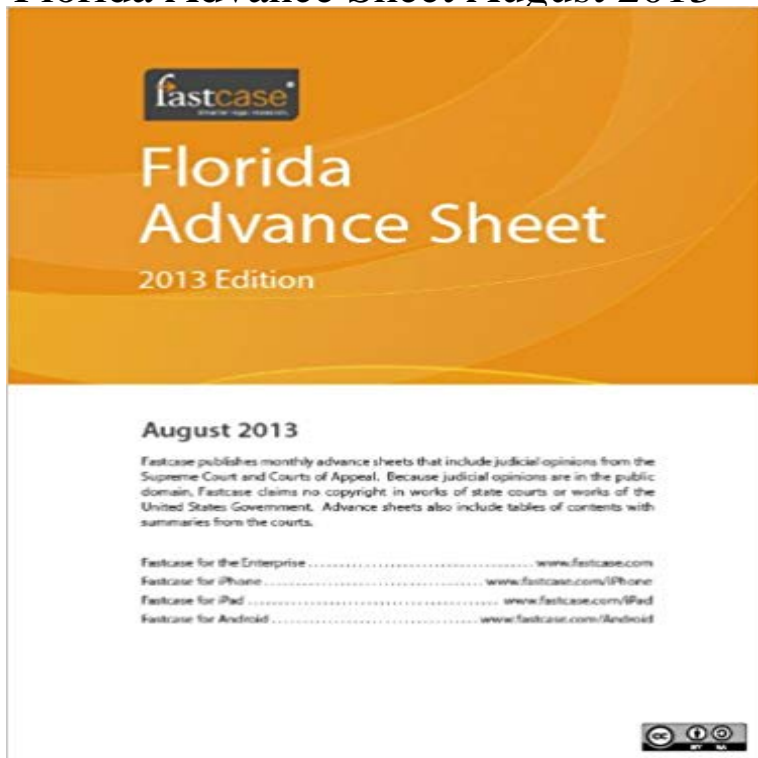 Florida Advance Sheet August 2013
fastcase
Florida
Advance Sheet
2013 Edition
August 2013
Fastcase publishes monthly advance sheets that include judicial opinions from the
Supreme Court and Courts of Appeal. Because judicial opinions are in the public
domain, Fastcase claims no copyright in works of state courts or works of the
United States Government. Advance sheets also include tables of contents with
summaries from the courts.
Fastcase for the Enterprise . . . . . . . . . . . . . . . . . . . . . . . . . . . . . . . . www.fastcase.com
Fastcase for iPhone . . . . . . . . . . . . . . . . . . . . . . . . . . . . . . . . www.fastcase.com/iPhone
Fastcase for iPad . . . . . . . . . . . . . . . . . . . . . . . . . . . . . . . . . . . www.fastcase.com/iPad
Fastcase for Android . . . . . . . . . . . . . . . . . . . . . . . . . . . . . . www.fastcase.com/Android
cc BY SA